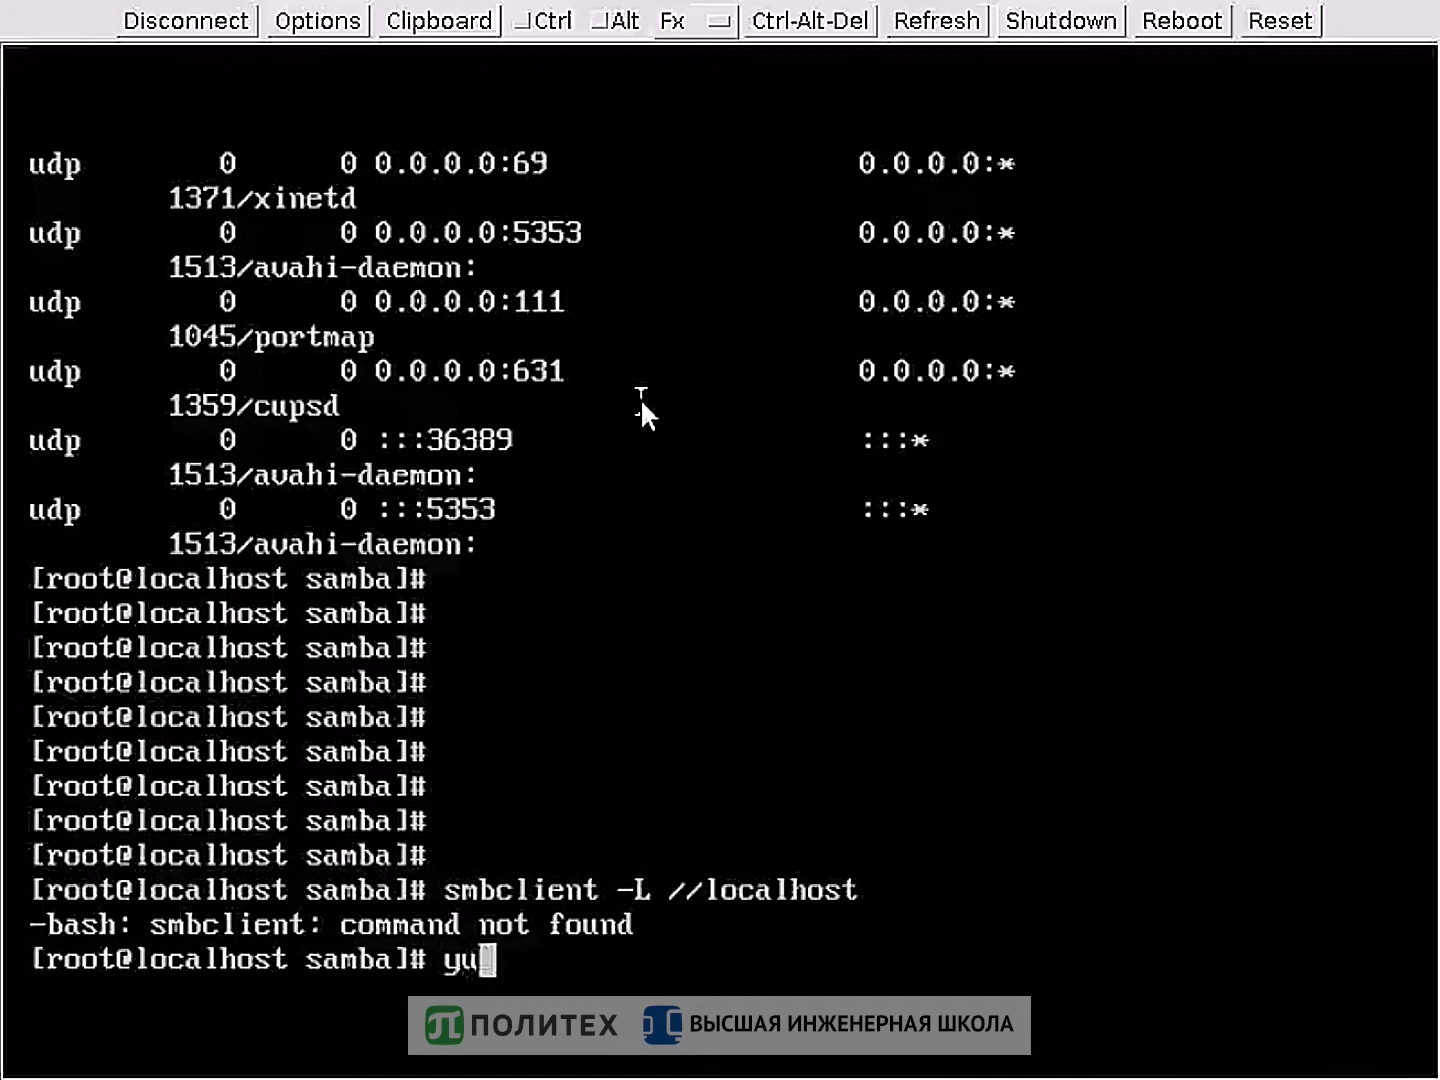 Disconnect Options Clipboard Ctrl Alt Fx Ctrl-Alt-Del Refresh Shutdown Reboot Reset
udp 0 0 0.0.0.0:69 0.0.0.0:*
1371/xinetd
udp 0 0 0.0.0.0:5353 0.0.0.0:*
1513/avahi-daemon:
udp 0 0 0.0.0.0:111 0.0.0.0:*
1045/portmap
udp 0 0 0.0.0.0:631 0.0.0.0:*
1359/cupsd
udp 0 0 :::36389 :::*
1513/avahi-daemon:
udp 0 0 :::5353 :::*
1513/avahi-daemon:
[root@localhost samba]#
[root@localhost samba]#
[root@localhost samba]#
[root@localhost samba]#
[root@localhost samba]#
[root@localhost samba]#
[root@localhost samba]#
[root@localhost samba]#
[root@localhost samba]#
[root@localhost samba]# smbclient -L //localhost
-bash: smbclient: command not found
[root@localhost samba]# yu
ПОЛИТЕХ ВЫСШАЯ ИНЖЕНЕРНАЯ ШКОЛА